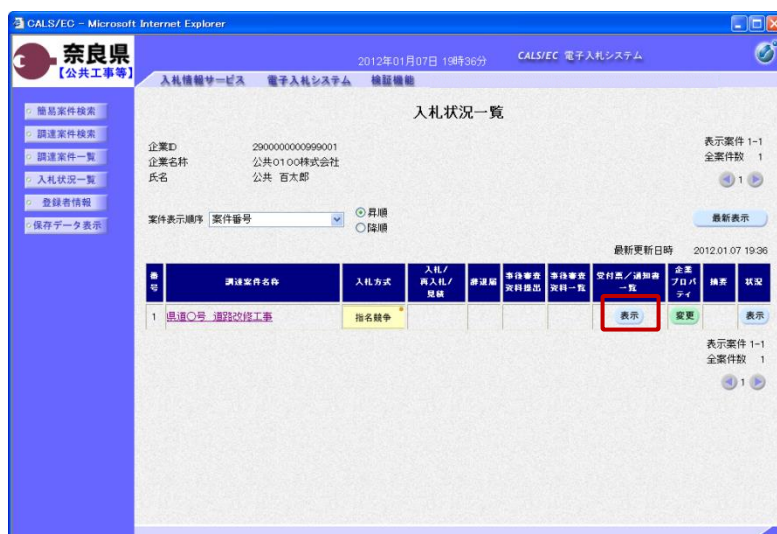 CALS/EC - Microsoft Internet Explorer
奈良県
【公共工事等】
2012年01月07日 19時36分
CALS/EC 電子入札システム
入札情報サービス 電子入札システム 検証機能
簡易案件検索
調達案件検索
調達案件一覧
入札状況一覧
登録者情報
保存データ表示
入札状況一覧
企業ID 2900000000999001
企業名称 公共0100株式会社
氏名 公共 百太郎
表示案件 1-1
全案件数 1
1
案件表示順序 案件番号
昇順
降順
最新表示
最新更新日時 2012.01.07 19:36
番号 調達案件名称 入札方式 入札/再入札/見積 辞退届 事後審査資料提出 事後審査資料一覧 受付票/通知書一覧 企業プロパティ 摘要 状況
1 県道〇号 道路改修工事 指名競争 表示 変更 表示
表示案件 1-1
全案件数 1
1